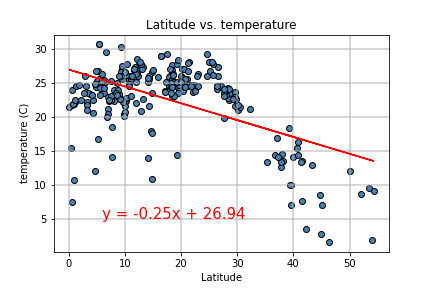 Latitude vs. temperature
30
25
20
15
10
5
temperature (C)
y = -0.25x + 26.94
0 10 20 30 40 50
Latitude